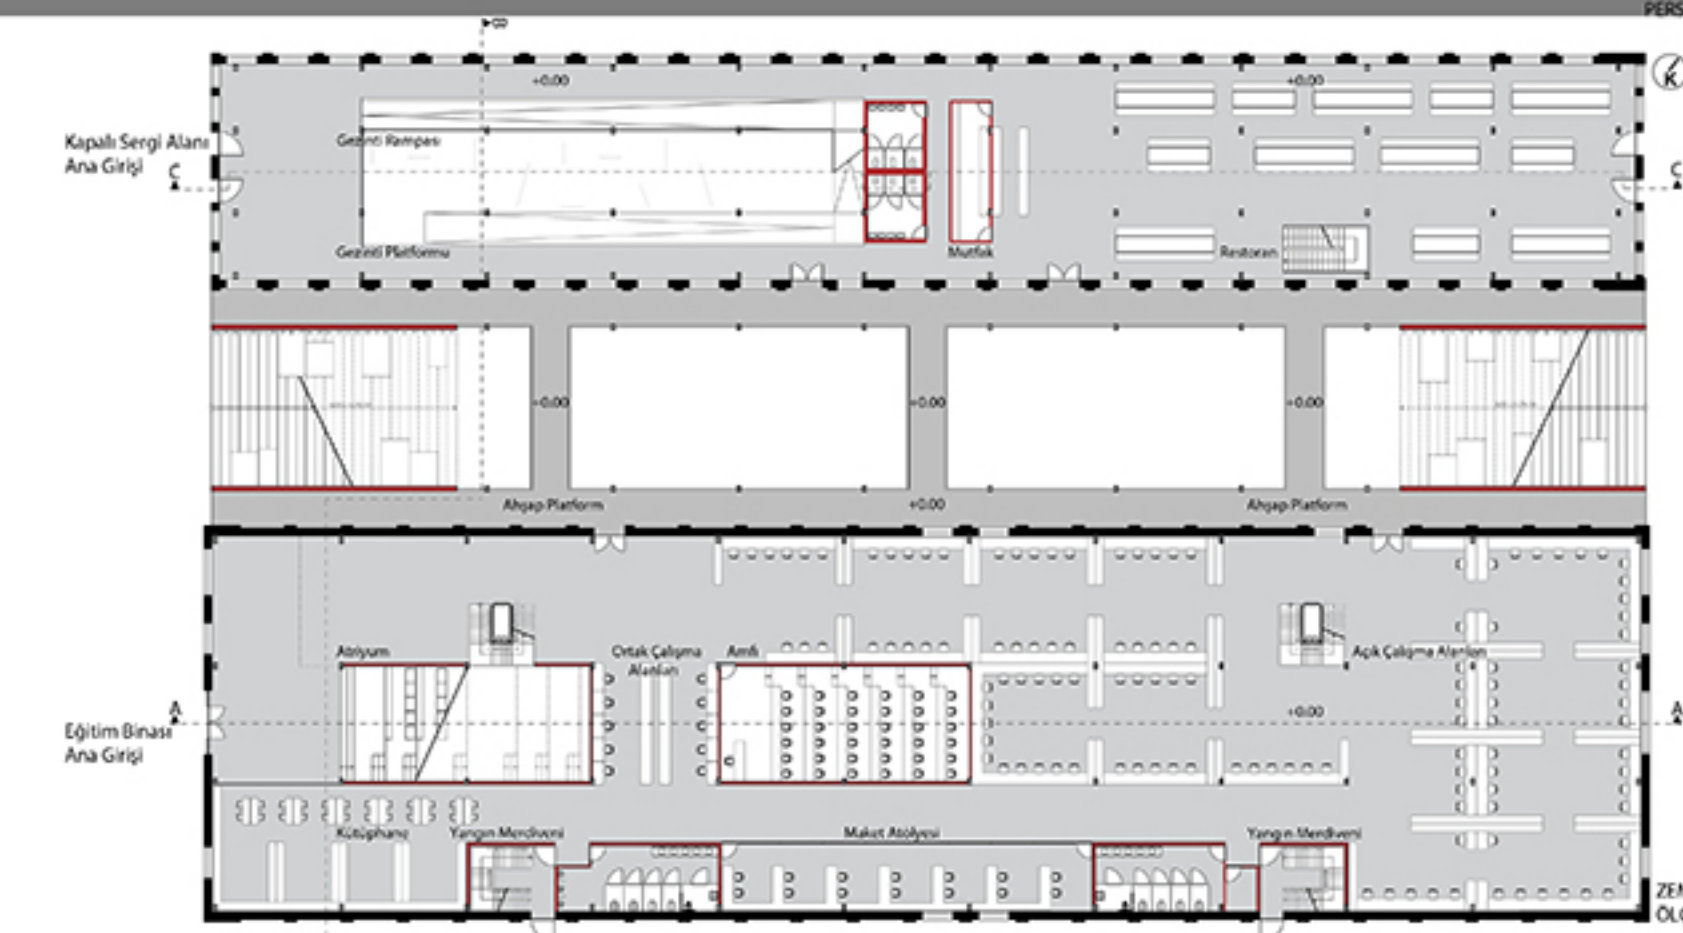 PERS
B
K
+0.00
+0.00
Kapalı Sergi Alanı
Ana Girişi
Gezinti Rampası
C
Ç
Gezinti Platformu
Mutfak
Restoran
+0.00
+0.00
+0.00
Ahşap Platform
+0.00
Ahşap Platform
Atriyum
Ortak Çalışma
Alanları
Amfi
Açık Çalışma Alanları
A
+0.00
A
Eğitim Binası
Ana Girişi
Kütüphane
Yangın Merdiveni
Maket Atölyesi
Yangın Merdiveni
ZEM
ÖLÇ